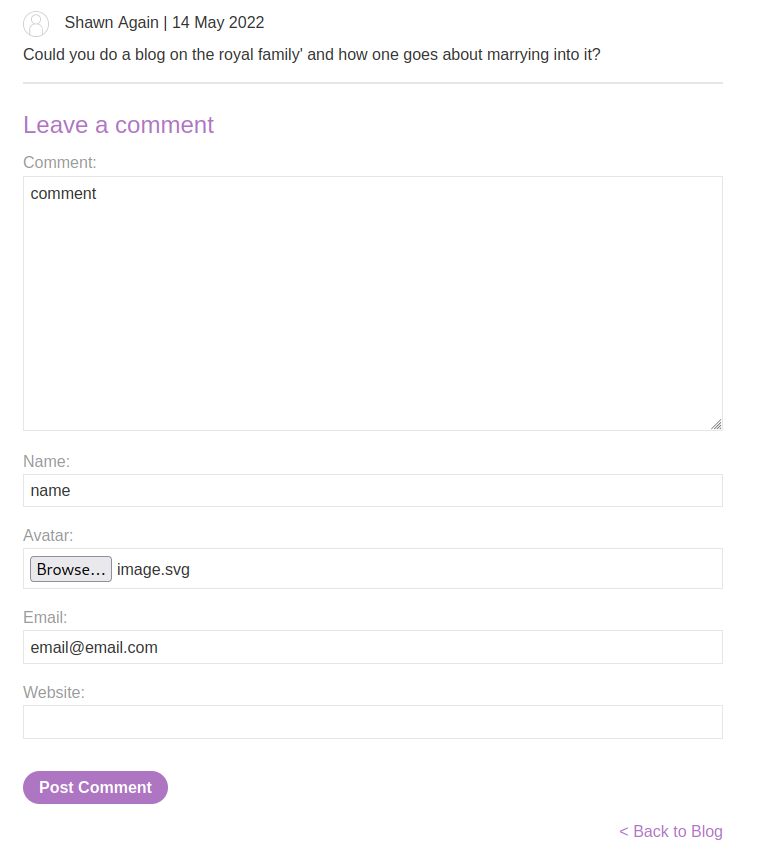 Shawn Again | 14 May 2022
Could you do a blog on the royal family' and how one goes about marrying into it?
Leave a comment
Comment:
comment
Name:
name
Avatar:
Browse... image.svg
Email:
email@email.com
Website:
Post Comment
< Back to Blog